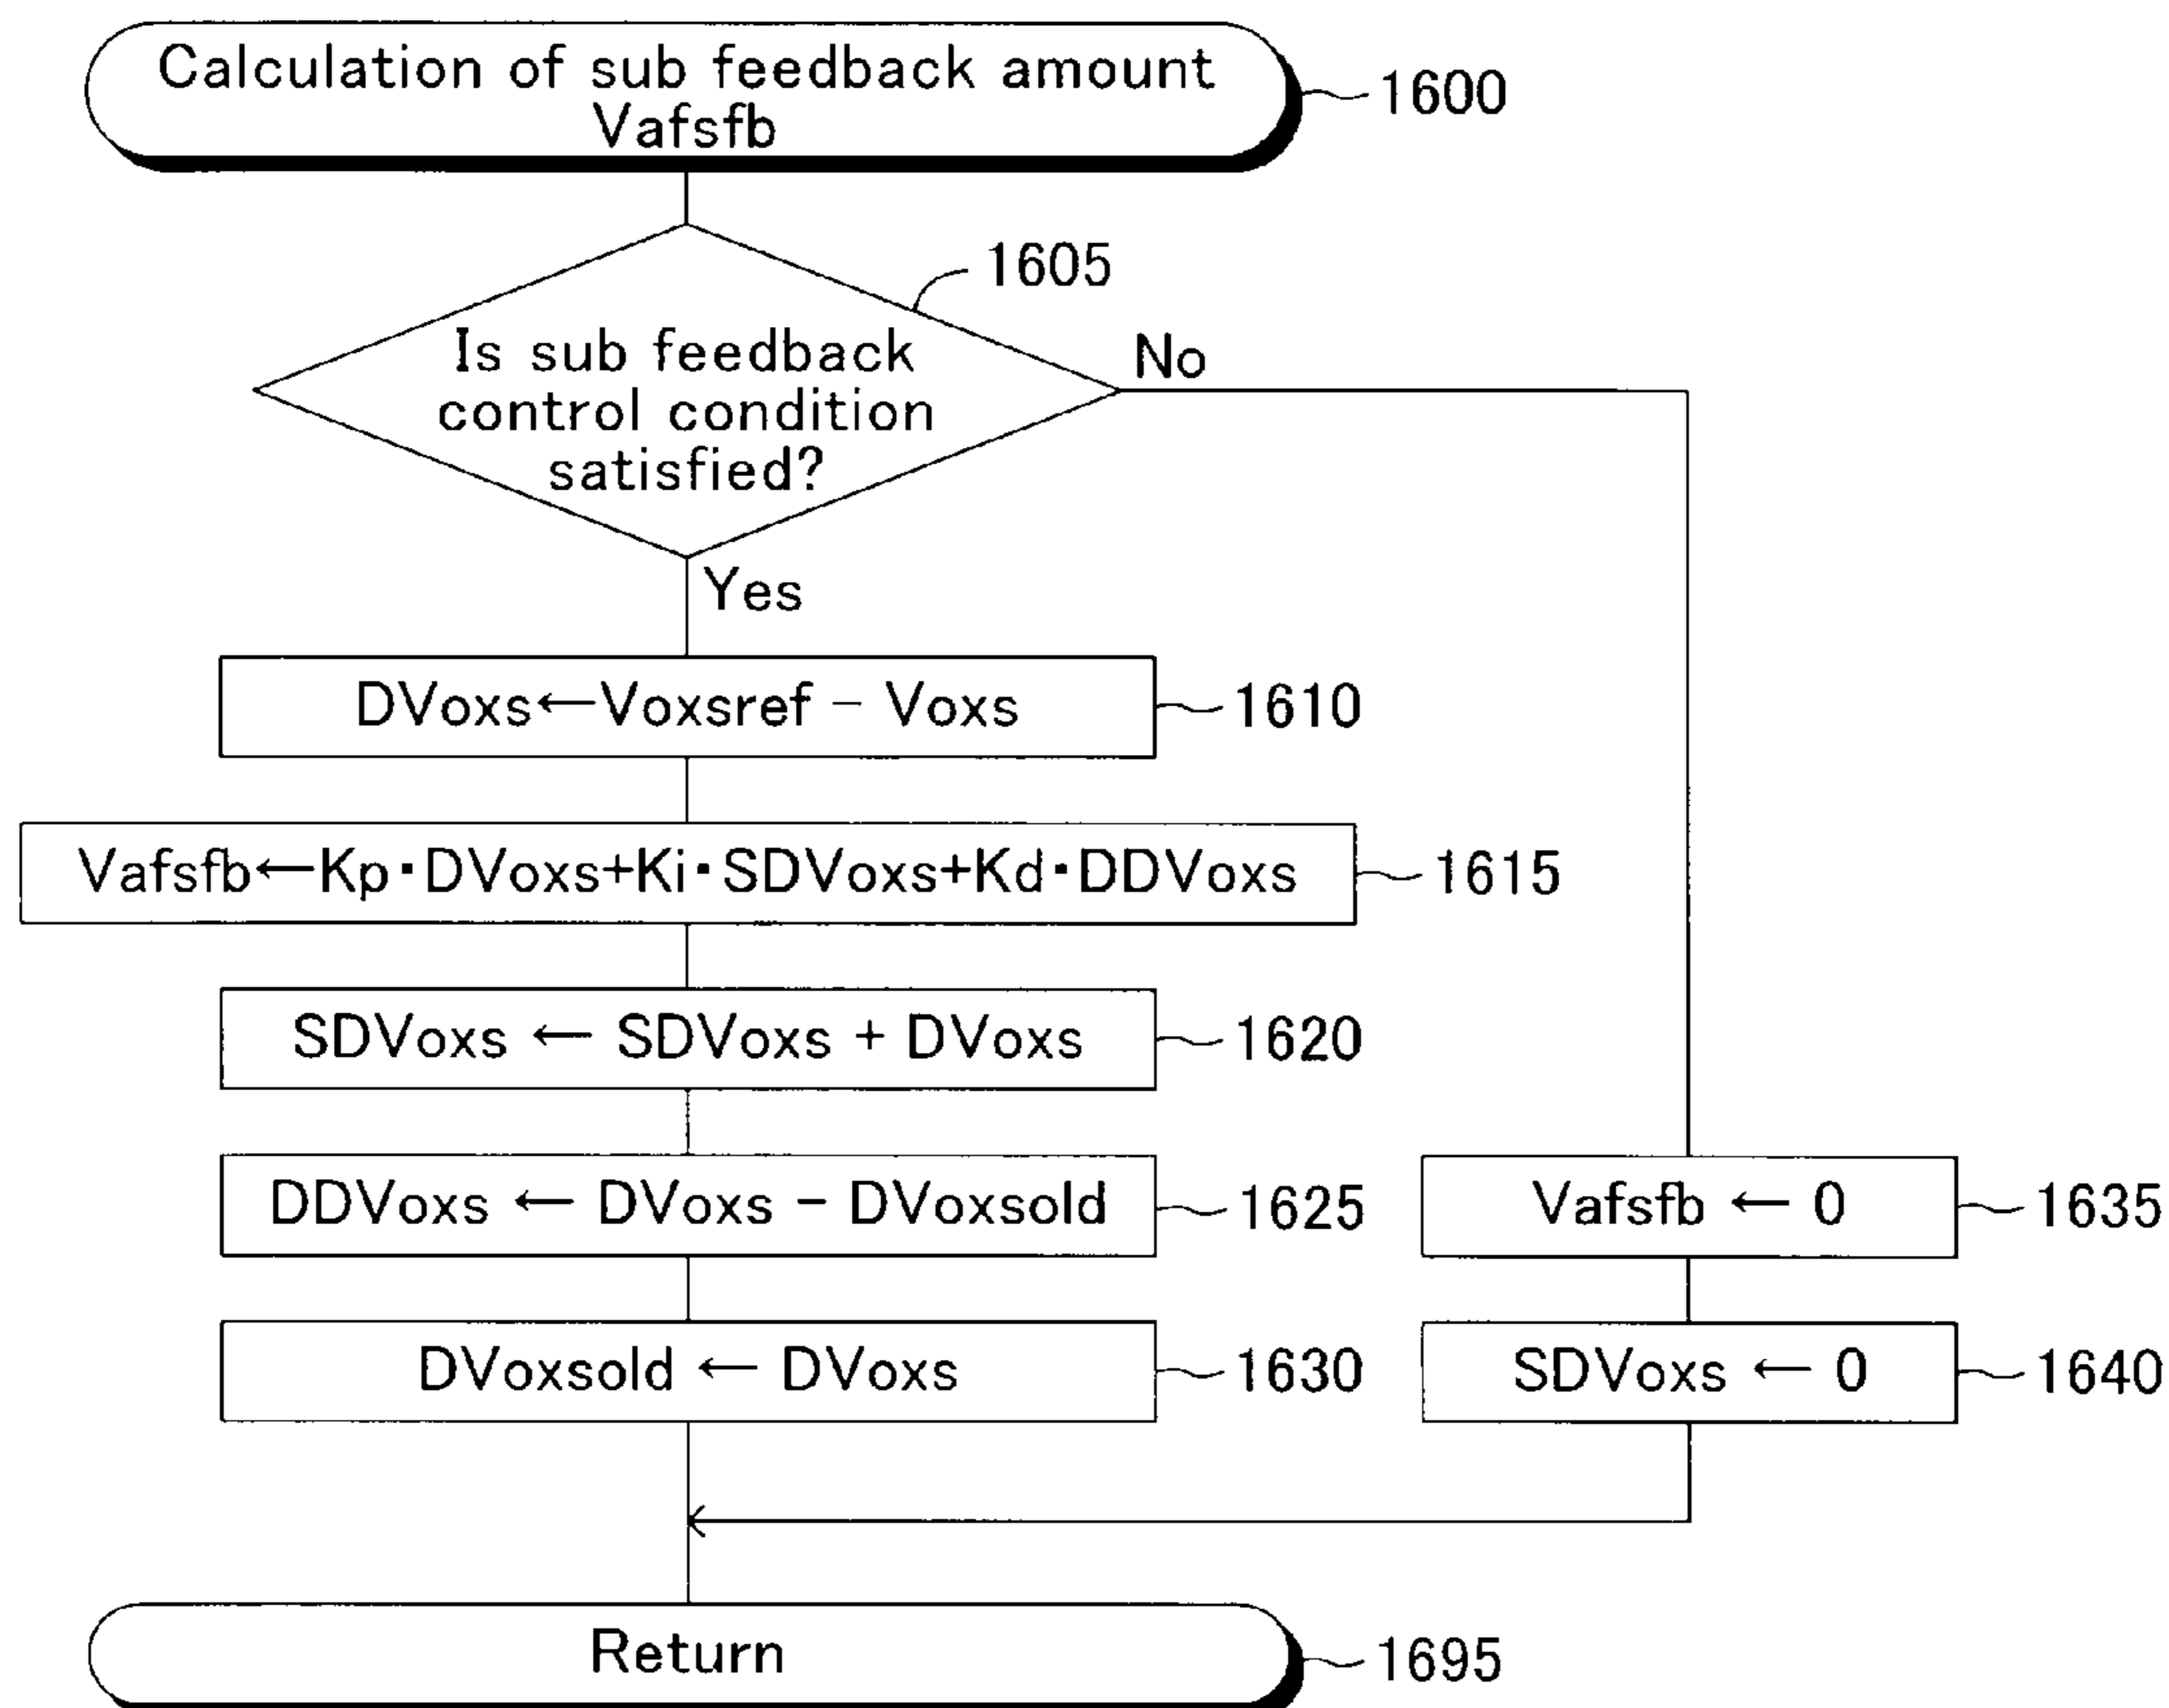 Calculation of sub feedback amount
Vafsfb
1600
1605
Is sub feedback
control condition
satisfied?
No
Yes
DVoxs←Voxsref − Voxs
1610
Vafsfb←Kp･DVoxs+Ki･SDVoxs+Kd･DDVoxs
1615
SDVoxs ← SDVoxs + DVoxs
1620
DDVoxs ← DVoxs − DVoxsold
1625
Vafsfb ← 0
1635
DVoxsold ← DVoxs
1630
SDVoxs ← 0
1640
Return
1695